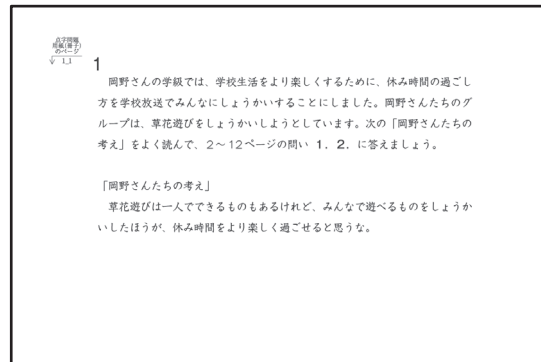 点字問題
用紙(冊子)
のページ
1_1
1
岡野さんの学級では、学校生活をより楽しくするために、休み時間の過ごし
方を学校放送でみんなにしょうかいすることにしました。岡野さんたちのグ
ループは、草花遊びをしょうかいしようとしています。次の「岡野さんたちの
考え」をよく読んで、2～12ページの問い 1．2．に答えましょう。
「岡野さんたちの考え」
草花遊びは一人でできるものもあるけれど、みんなで遊べるものをしょうか
いしたほうが、休み時間をより楽しく過ごせると思うな。